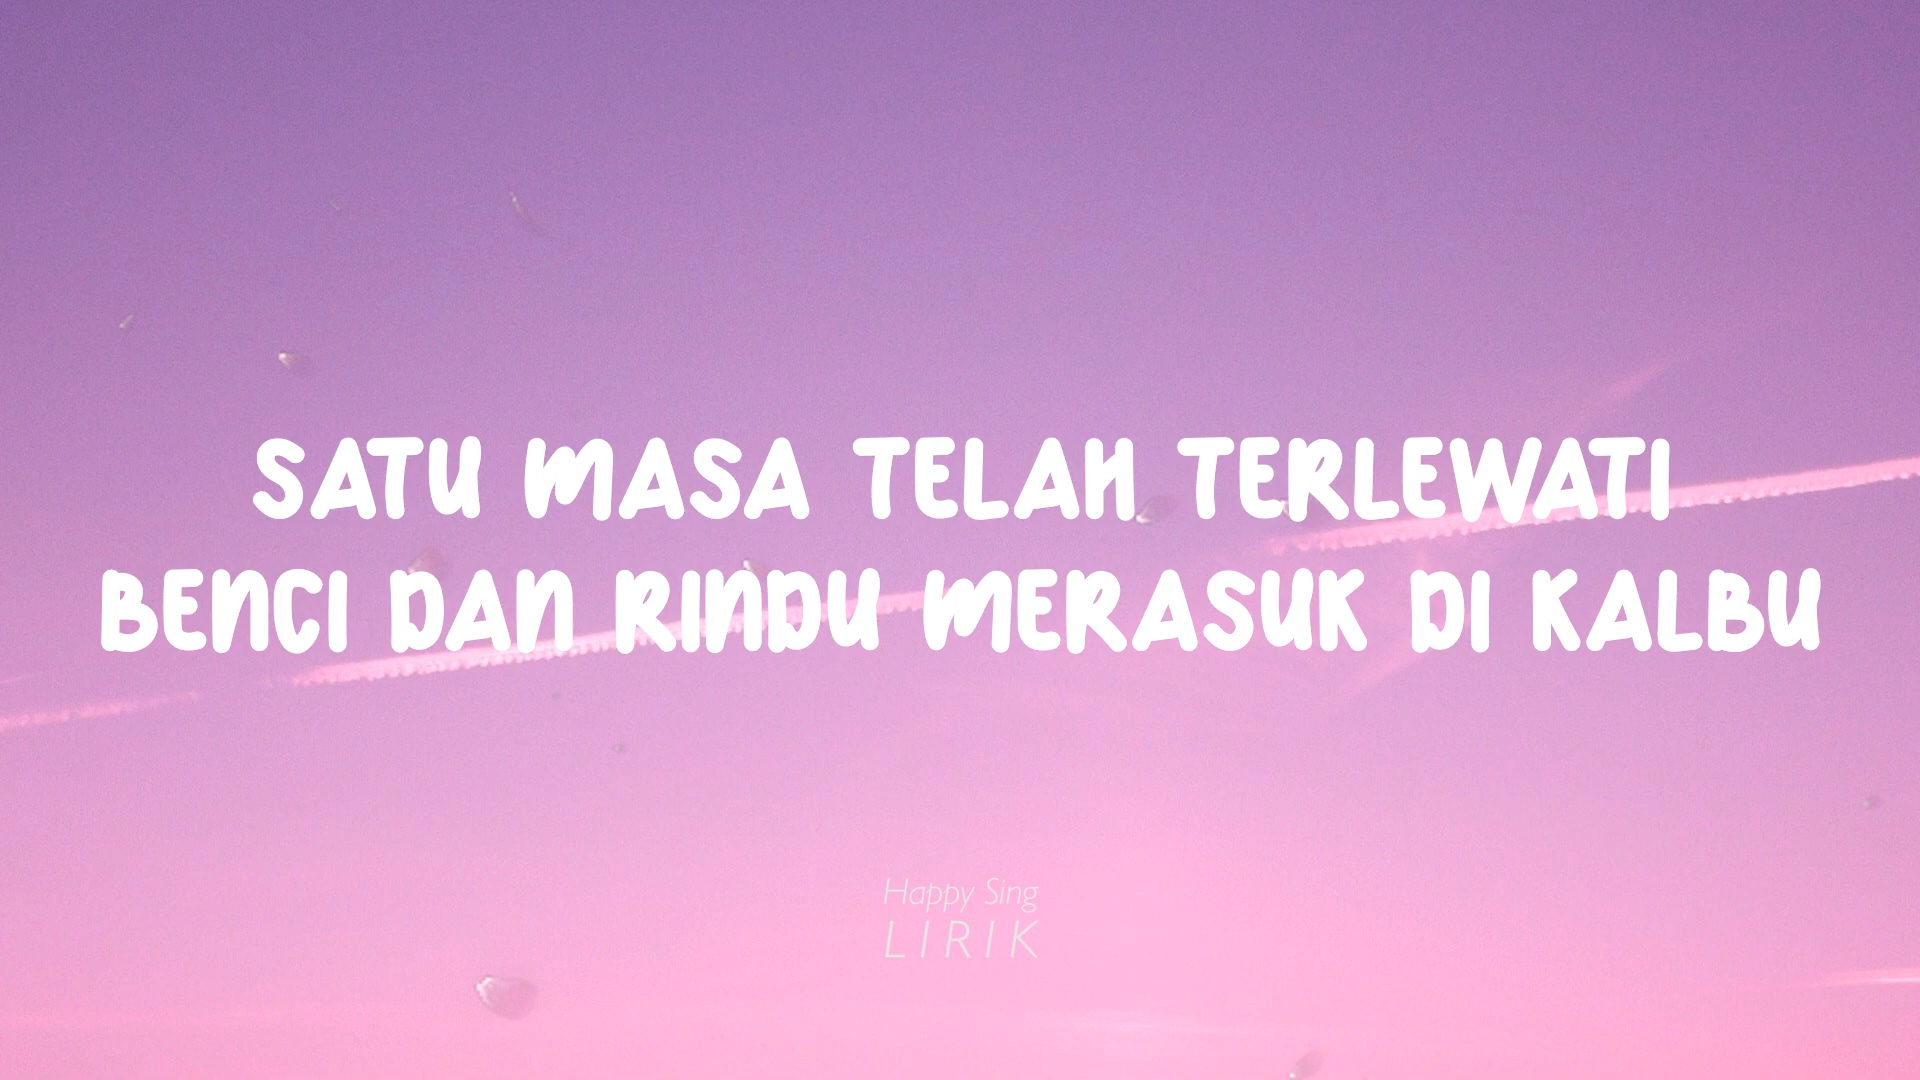 SATU MASA TELAH TERLEWATI
BENCI DAN RINDU MERASUK DI KALBU
Happy Sing
LIRIK